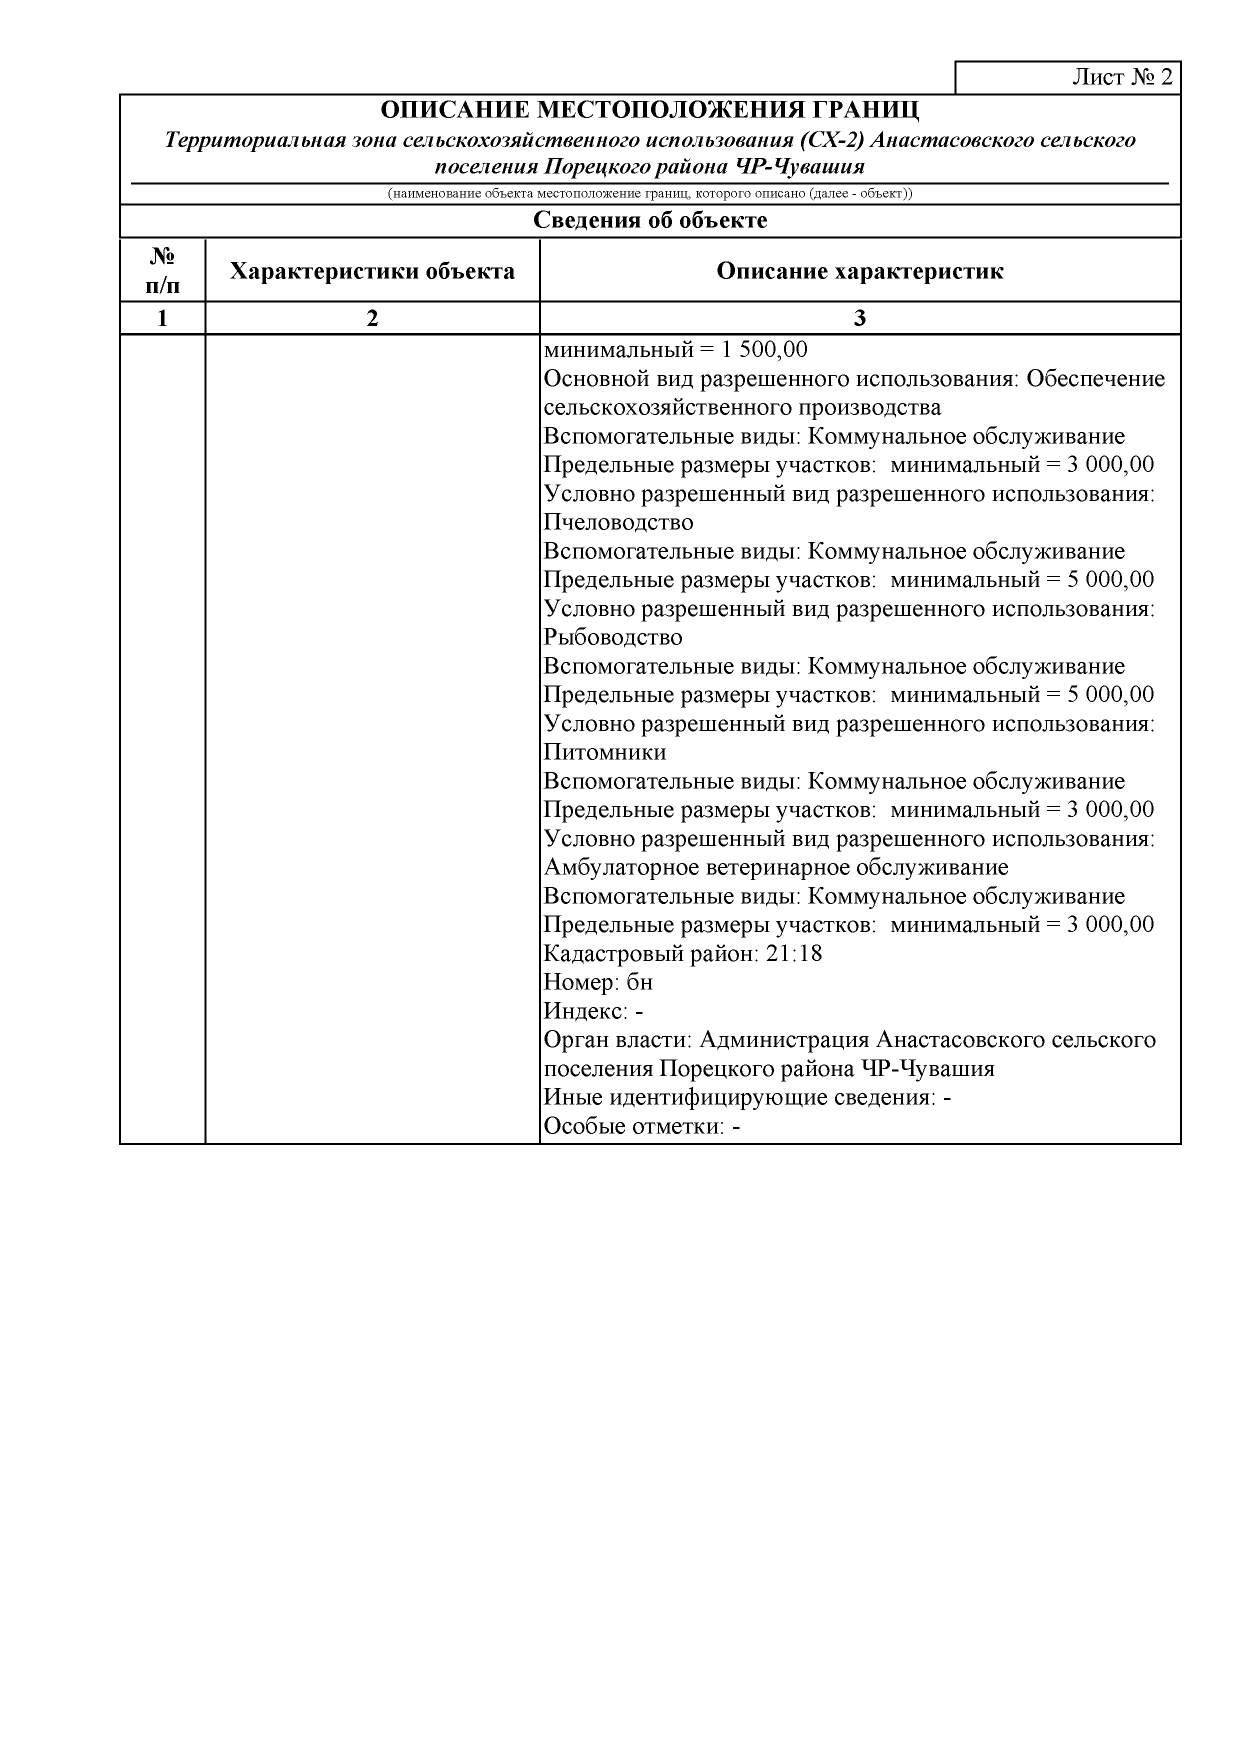 Лист № 2
ОПИСАНИЕ МЕСТОПОЛОЖЕНИЯ ГРАНИЦ
Территориальная зона сельскохозяйственного использования (СХ-2) Анастасовского сельского
поселения Порецкого района ЧР-Чувашия
(наименование объекта местоположение границ, которого описано (далее - объект))
Сведения об объекте
№
п/п
Характеристики объекта
Описание характеристик
1
2
3
минимальный = 1 500,00
Основной вид разрешенного использования: Обеспечение
сельскохозяйственного производства
Вспомогательные виды: Коммунальное обслуживание
Предельные размеры участков:  минимальный = 3 000,00
Условно разрешенный вид разрешенного использования:
Пчеловодство
Вспомогательные виды: Коммунальное обслуживание
Предельные размеры участков:  минимальный = 5 000,00
Условно разрешенный вид разрешенного использования:
Рыбоводство
Вспомогательные виды: Коммунальное обслуживание
Предельные размеры участков:  минимальный = 5 000,00
Условно разрешенный вид разрешенного использования:
Питомники
Вспомогательные виды: Коммунальное обслуживание
Предельные размеры участков:  минимальный = 3 000,00
Условно разрешенный вид разрешенного использования:
Амбулаторное ветеринарное обслуживание
Вспомогательные виды: Коммунальное обслуживание
Предельные размеры участков:  минимальный = 3 000,00
Кадастровый район: 21:18
Номер: бн
Индекс: -
Орган власти: Администрация Анастасовского сельского
поселения Порецкого района ЧР-Чувашия
Иные идентифицирующие сведения: -
Особые отметки: -